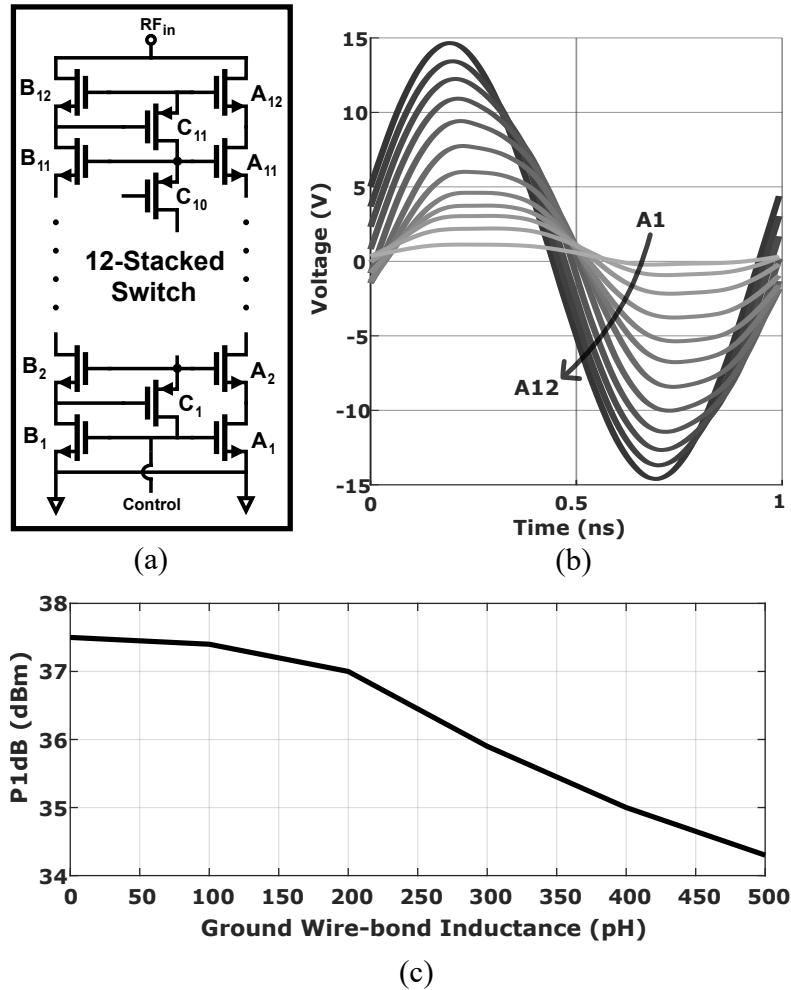 RFin
B12
A12
C11
B11
A11
C10
12-Stacked
Switch
B2
A2
C1
B1
A1
Control
(a)
15
10
5
0
-5
-10
-15
Voltage (V)
A1
A12
0
0.5
1
Time (ns)
(b)
38
37
36
35
34
P1dB (dBm)
0
50
100
150
200
250
300
350
400
450
500
Ground Wire-bond Inductance (pH)
(c)